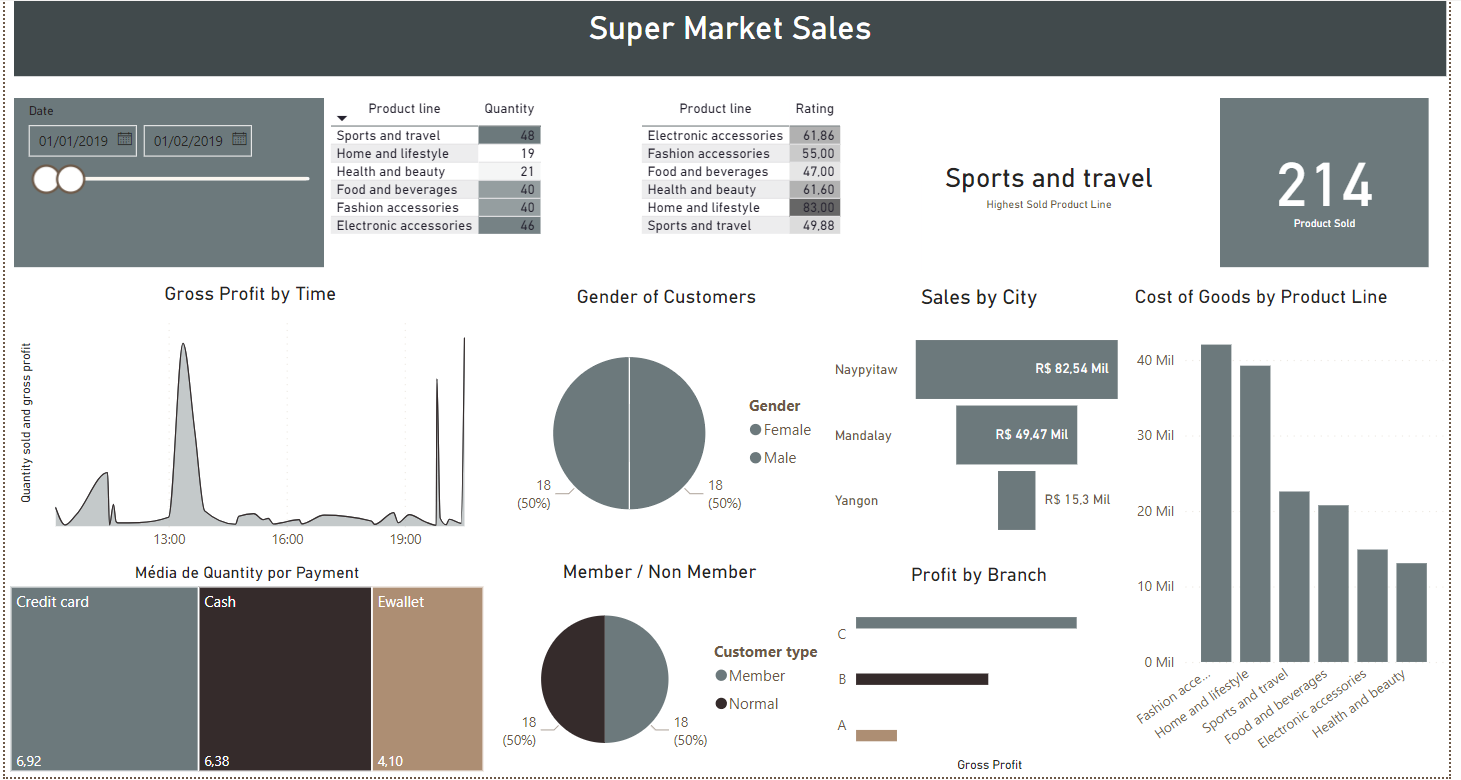 Super Market Sales
Date
01/01/2019 01/02/2019
Product line Quantity
Sports and travel 48
Home and lifestyle 19
Health and beauty 21
Food and beverages 40
Fashion accessories 40
Electronic accessories 46
Product line Rating
Electronic accessories 61,86
Fashion accessories 55,00
Food and beverages 47,00
Health and beauty 61,60
Home and lifestyle 83,00
Sports and travel 49,88
Sports and travel
Highest Sold Product Line
214
Product Sold
Gross Profit by Time
Quantity sold and gross profit
13:00 16:00 19:00
Gender of Customers
18
(50%)
18
(50%)
Gender
Female
Male
Sales by City
Naypyitaw R$ 82,54 Mil
Mandalay R$ 49,47 Mil
Yangon R$ 15,3 Mil
Cost of Goods by Product Line
40 Mil
30 Mil
20 Mil
10 Mil
0 Mil
Fashion acce...
Home and lifestyle
Sports and travel
Food and beverages
Electronic accessories
Health and beauty
Média de Quantity por Payment
Credit card Cash Ewallet
6,92 6,38 4,10
Member / Non Member
18
(50%)
18
(50%)
Customer type
Member
Normal
Profit by Branch
C
B
A
Gross Profit